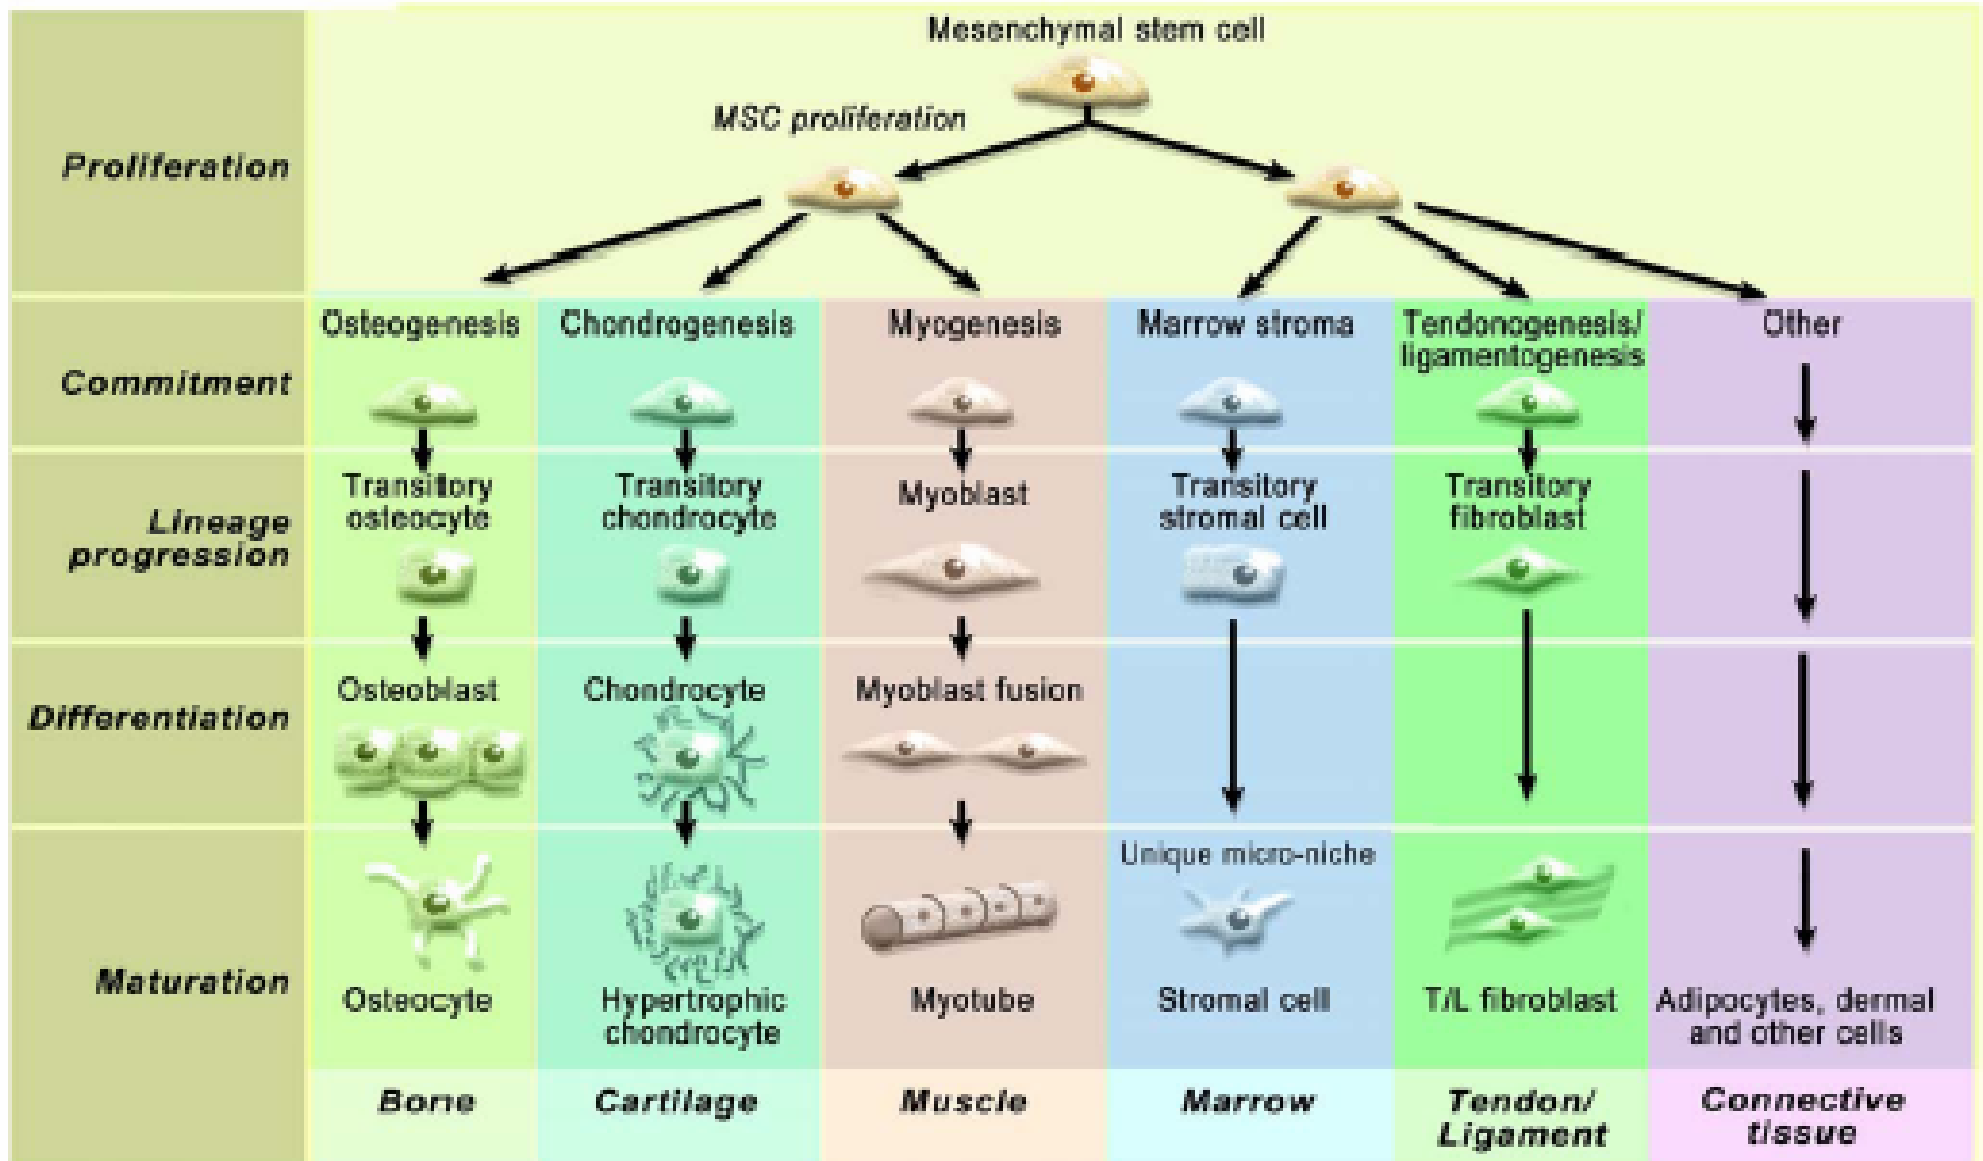 Mesenchymal stem cell
MSC proliferation
Proliferation
Osteogenesis
Chondrogenesis
Myogenesis
Marrow stroma
Tendonogenesis/
ligamentogenesis
Other
Commitment
Transitory
osteocyte
Transitory
chondrocyte
Myoblast
Transitory
stromal cell
Transitory
fibroblast
Lineage
progression
Osteoblast
Chondrocyte
Myoblast fusion
Differentiation
Unique micro-niche
Maturation
Osteocyte
Hypertrophic
chondrocyte
Myotube
Stromal cell
T/L fibroblast
Adipocytes, dermal
and other cells
Bone
Cartilage
Muscle
Marrow
Tendon/
Ligament
Connective
tissue